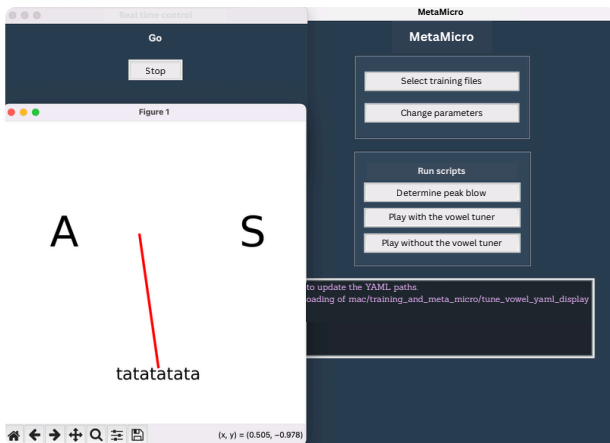 Real time control
Go
Stop
Figure 1
A
S
tatatatata
(x, y) = (0.505, −0.978)
MetaMicro
MetaMicro
Select training files
Change parameters
Run scripts
Determine peak blow
Play with the vowel tuner
Play without the vowel tuner
to update the YAML paths.
oading of mac/training_and_meta_micro/tune_vowel_yaml_display